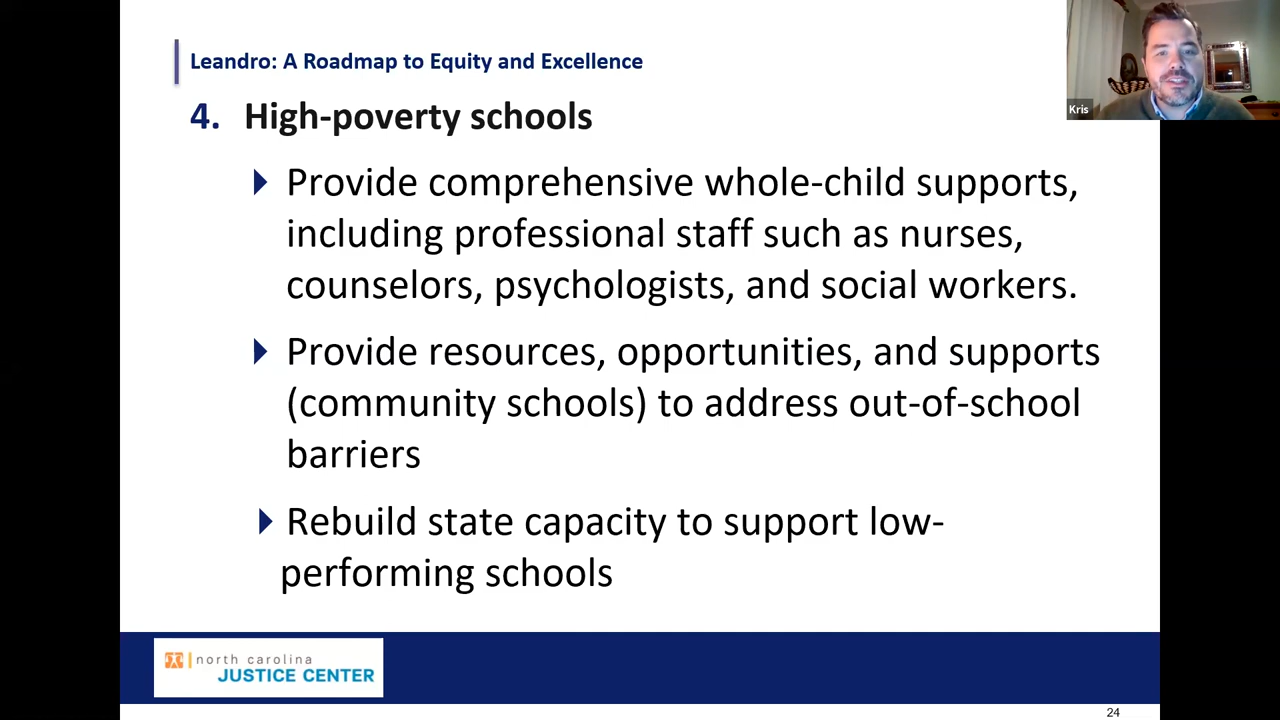 Leandro: A Roadmap to Equity and Excellence
Kris
4. High-poverty schools
Provide comprehensive whole-child supports,
including professional staff such as nurses,
counselors, psychologists, and social workers.
Provide resources, opportunities, and supports
(community schools) to address out-of-school
barriers
Rebuild state capacity to support low-
performing schools
north carolina
JUSTICE CENTER
24